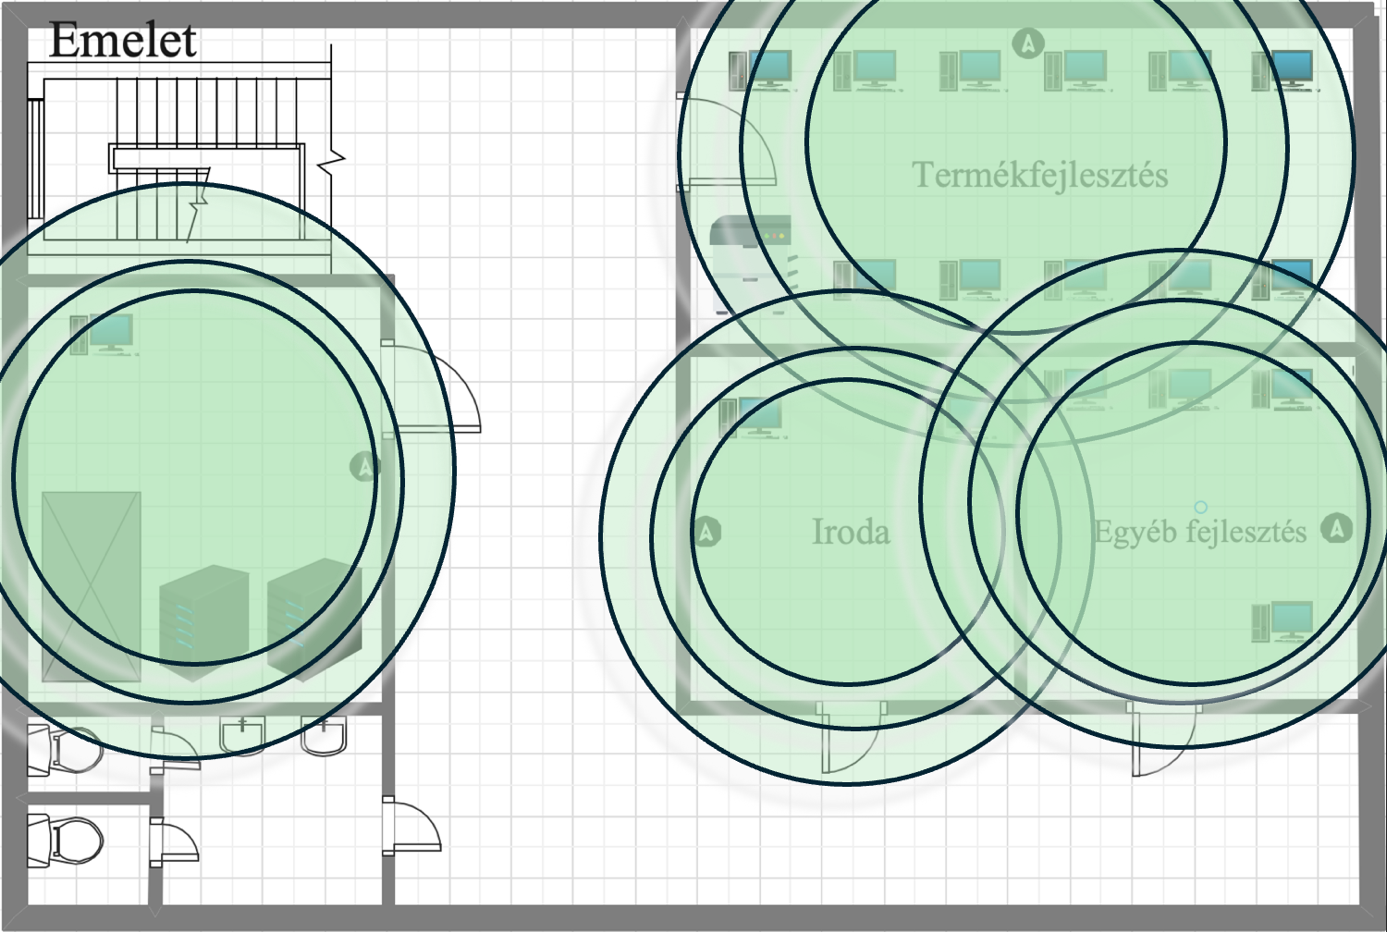 Emelet
A
Termékfejlesztés
A
A
Iroda
Egyéb fejlesztés
A